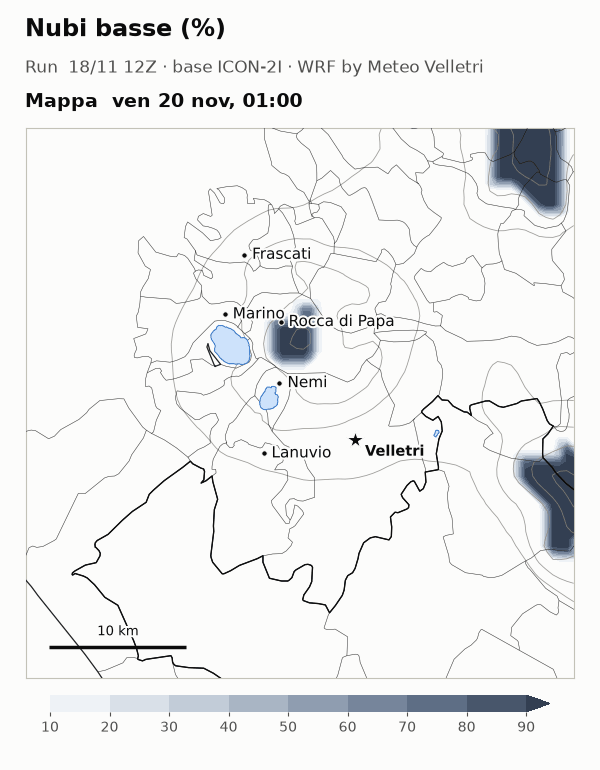 Nubi basse (%)
Run  18/11 12Z · base ICON-2I · WRF by Meteo Velletri
Mappa  ven 20 nov, 01:00
Frascati
Marino
Rocca di Papa
Nemi
Velletri
Lanuvio
10 km
10 20 30 40 50 60 70 80 90